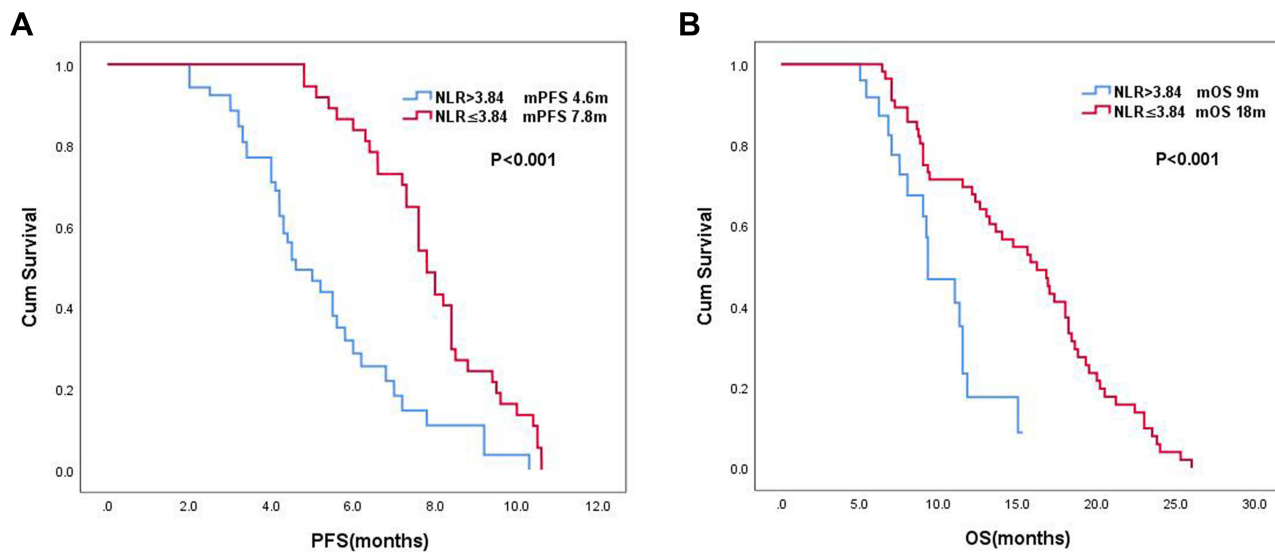 A
1.0
0.8
0.6
0.4
0.2
0.0
Cum Survival
NLR>3.84 mPFS 4.6m
NLR≤3.84 mPFS 7.8m
P<0.001
.0 2.0 4.0 6.0 8.0 10.0 12.0
PFS(months)
B
1.0
0.8
0.6
0.4
0.2
0.0
Cum Survival
NLR>3.84 mOS 9m
NLR≤3.84 mOS 18m
P<0.001
.0 5.0 10.0 15.0 20.0 25.0 30.0
OS(months)